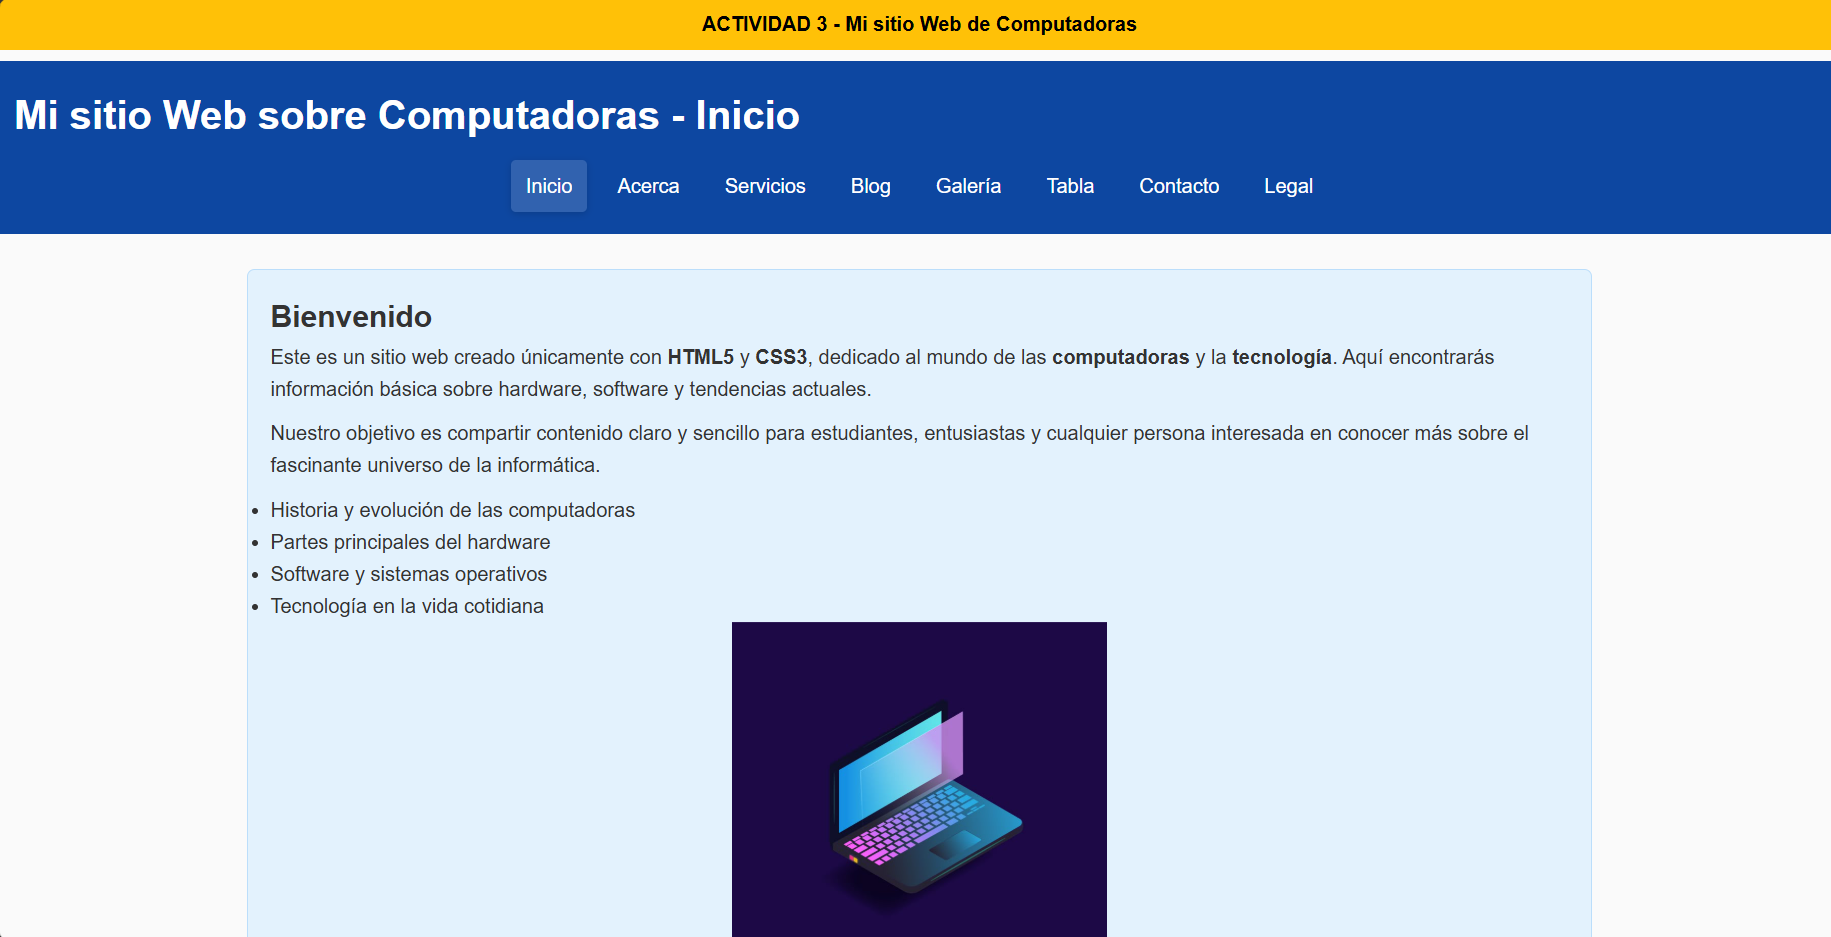 ACTIVIDAD 3 - Mi sitio Web de Computadoras
Mi sitio Web sobre Computadoras - Inicio
Inicio Acerca Servicios Blog Galería Tabla Contacto Legal
Bienvenido
Este es un sitio web creado únicamente con HTML5 y CSS3, dedicado al mundo de las computadoras y la tecnología. Aquí encontrarás
información básica sobre hardware, software y tendencias actuales.
Nuestro objetivo es compartir contenido claro y sencillo para estudiantes, entusiastas y cualquier persona interesada en conocer más sobre el
fascinante universo de la informática.
• Historia y evolución de las computadoras
• Partes principales del hardware
• Software y sistemas operativos
• Tecnología en la vida cotidiana